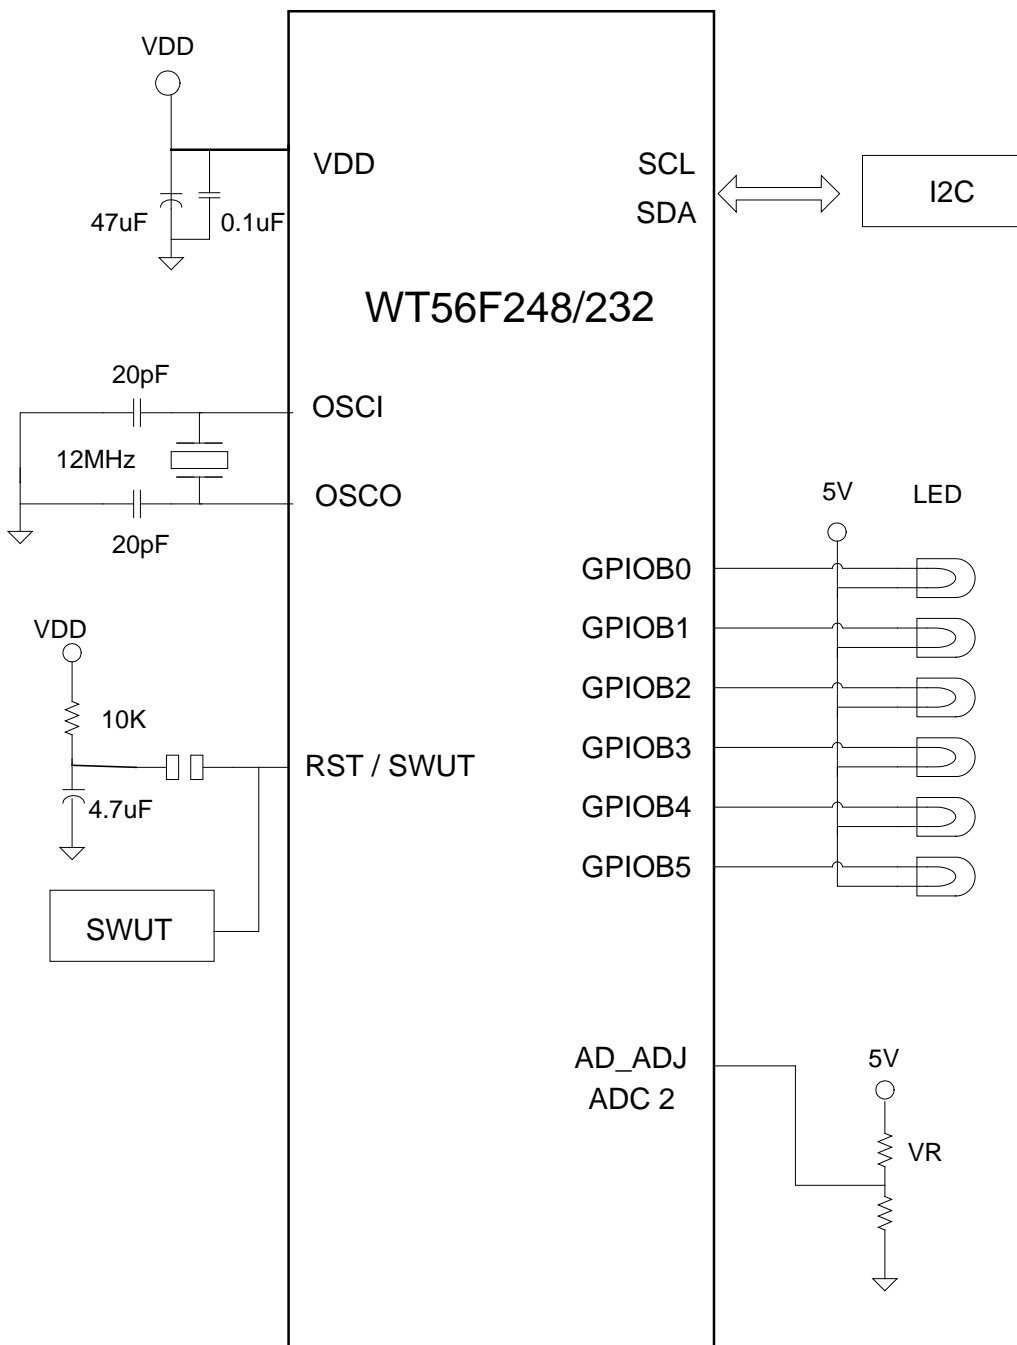 VDD
VDD
SCL
SDA
I2C
47uF
0.1uF
WT56F248/232
20pF
OSCI
12MHz
OSCO
20pF
5V
LED
GPIOB0
GPIOB1
GPIOB2
GPIOB3
GPIOB4
GPIOB5
VDD
10K
RST / SWUT
4.7uF
SWUT
AD_ADJ
ADC 2
5V
VR